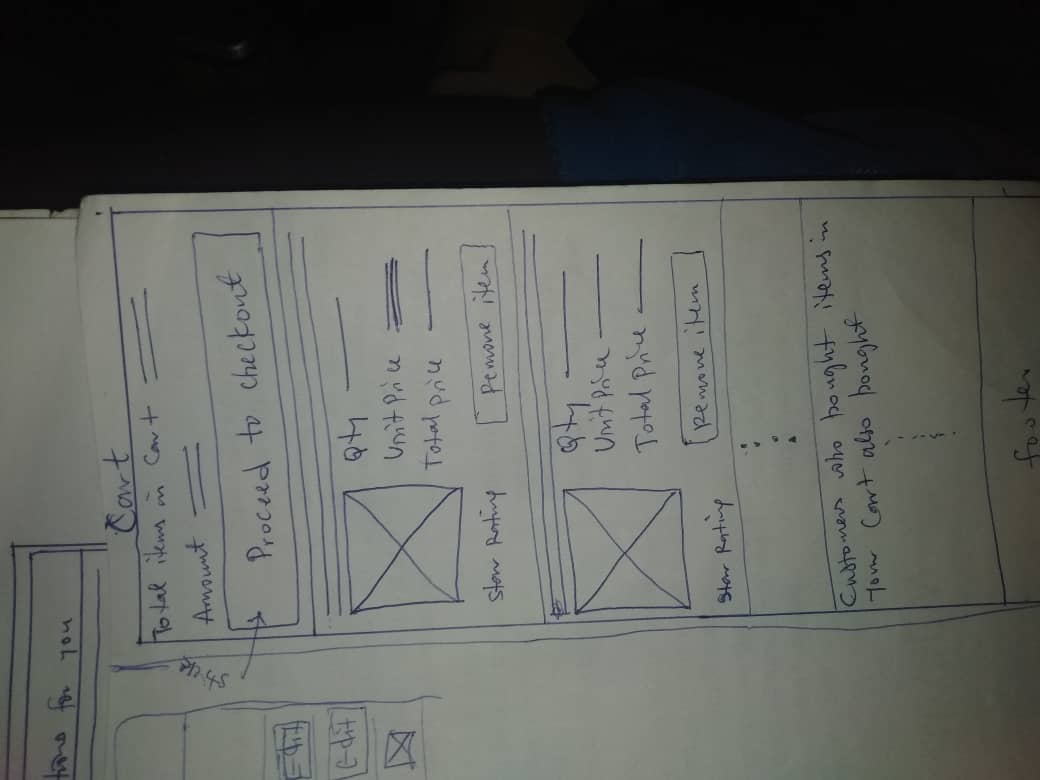 Cart
Total items in Cart
Amount
Proceed to checkout
Qty
Unit price
Total price
Remove item
Star Rating
Qty
Unit price
Total price
Remove item
Star Rating
Customers who bought items in
your Cart also bought
footer
for you
Edit
Edit